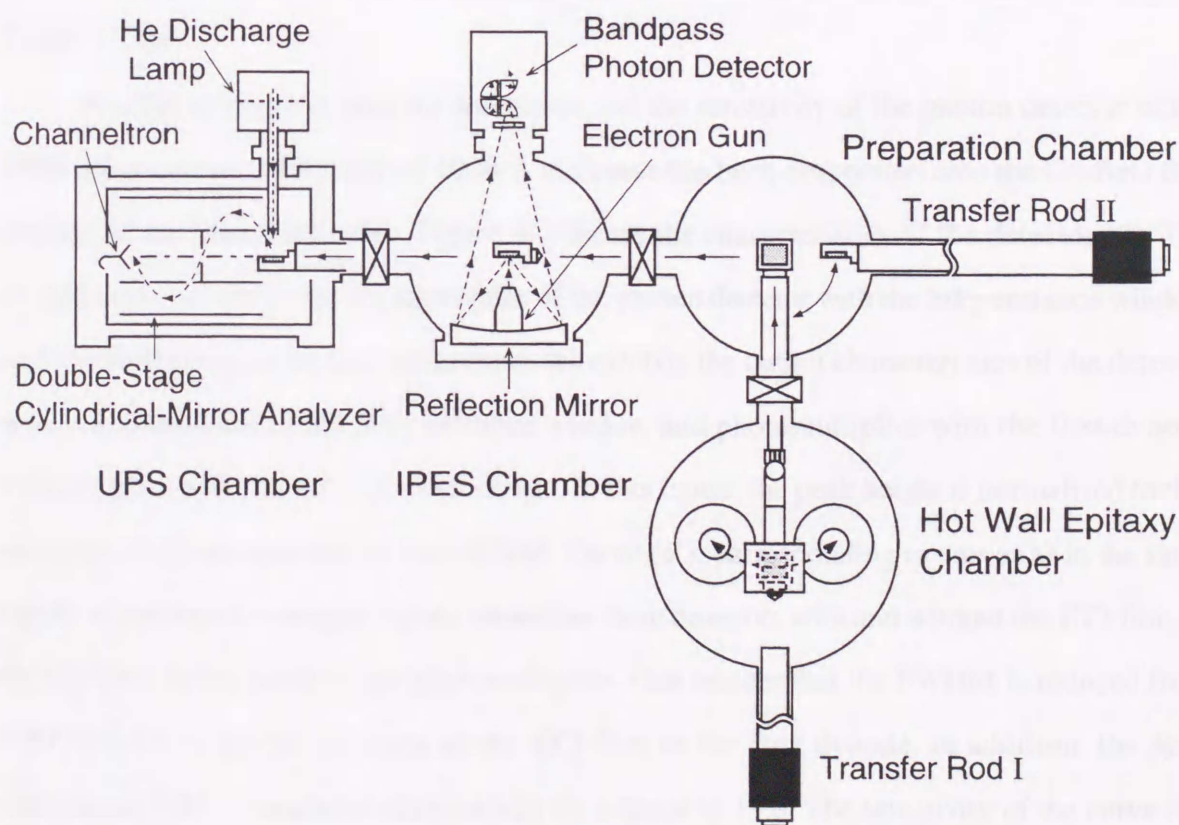 He Discharge
Lamp
Bandpass
Photon Detector
Channeltron
Electron Gun
Preparation Chamber
Transfer Rod II
Double-Stage
Cylindrical-Mirror Analyzer
Reflection Mirror
UPS Chamber
IPES Chamber
Hot Wall Epitaxy
Chamber
Transfer Rod I